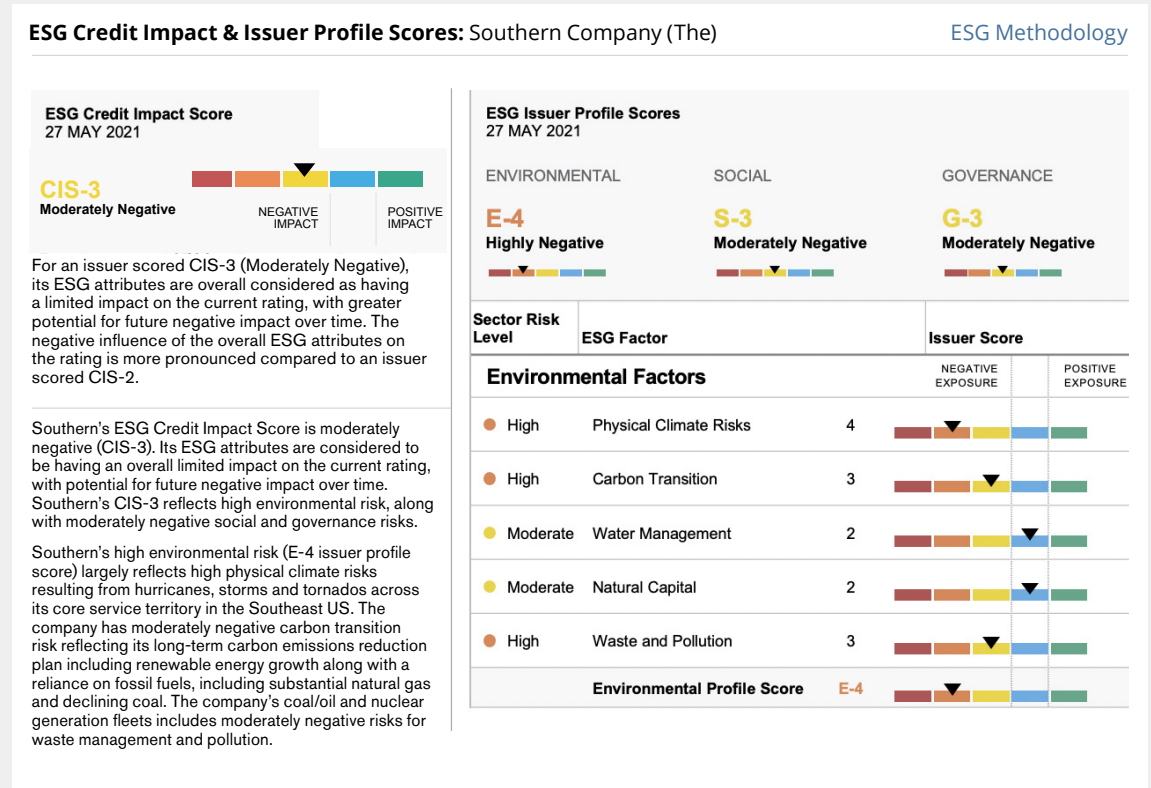 ESG Credit Impact & Issuer Profile Scores: Southern Company (The)
ESG Methodology
ESG Credit Impact Score
27 MAY 2021
CIS-3
Moderately Negative
NEGATIVE
IMPACT
POSITIVE
IMPACT
For an issuer scored CIS-3 (Moderately Negative),
its ESG attributes are overall considered as having
a limited impact on the current rating, with greater
potential for future negative impact over time. The
negative influence of the overall ESG attributes on
the rating is more pronounced compared to an issuer
scored CIS-2.
Southern's ESG Credit Impact Score is moderately
negative (CIS-3). Its ESG attributes are considered to
be having an overall limited impact on the current rating,
with potential for future negative impact over time.
Southern's CIS-3 reflects high environmental risk, along
with moderately negative social and governance risks.
Southern's high environmental risk (E-4 issuer profile
score) largely reflects high physical climate risks
resulting from hurricanes, storms and tornados across
its core service territory in the Southeast US. The
company has moderately negative carbon transition
risk reflecting its long-term carbon emissions reduction
plan including renewable energy growth along with a
reliance on fossil fuels, including substantial natural gas
and declining coal. The company's coal/oil and nuclear
generation fleets includes moderately negative risks for
waste management and pollution.
ESG Issuer Profile Scores
27 MAY 2021
ENVIRONMENTAL
E-4
Highly Negative
SOCIAL
S-3
Moderately Negative
GOVERNANCE
G-3
Moderately Negative
Sector Risk
Level
ESG Factor
Issuer Score
Environmental Factors
NEGATIVE
EXPOSURE
POSITIVE
EXPOSURE
High Physical Climate Risks 4
High Carbon Transition 3
Moderate Water Management 2
Moderate Natural Capital 2
High Waste and Pollution 3
Environmental Profile Score E-4